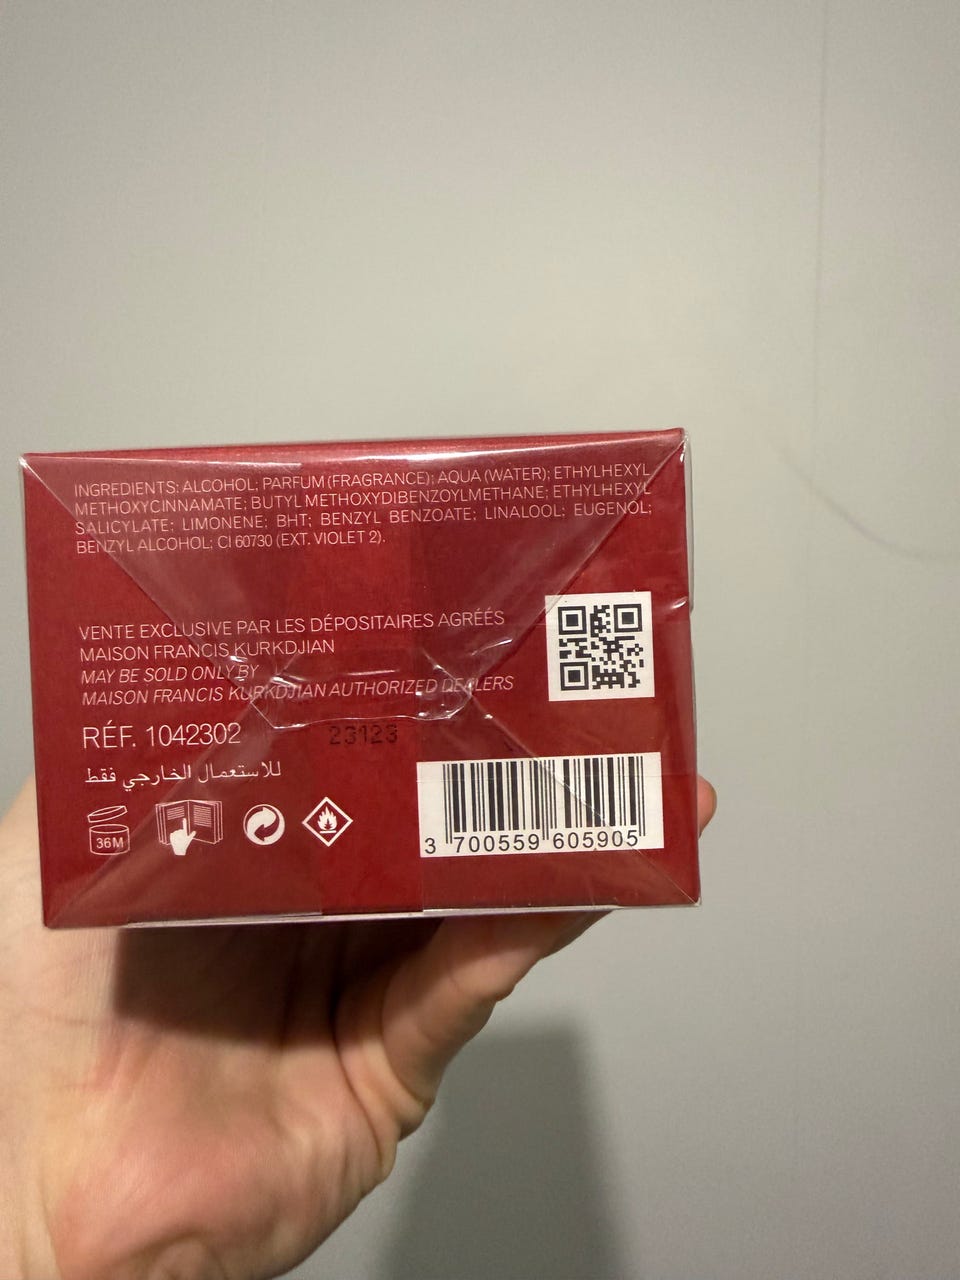 INGREDIENTS: ALCOHOL; PARFUM (FRAGRANCE); AQUA (WATER); ETHYLHEXYL
METHOXYCINNAMATE; BUTYL METHOXYDIBENZOYLMETHANE; ETHYLHEXYL
SALICYLATE; LIMONENE; BHT; BENZYL BENZOATE; LINALOOL; EUGENOL;
BENZYL ALCOHOL; CI 60730 (EXT. VIOLET 2).
VENTE EXCLUSIVE PAR LES DÉPOSITAIRES AGRÉÉS
MAISON FRANCIS KURKDJIAN
MAY BE SOLD ONLY BY
MAISON FRANCIS KURKDJIAN AUTHORIZED DEALERS
RÉF. 1042302
23123
للاستعمال الخارجي فقط
36M
3 700559 605905